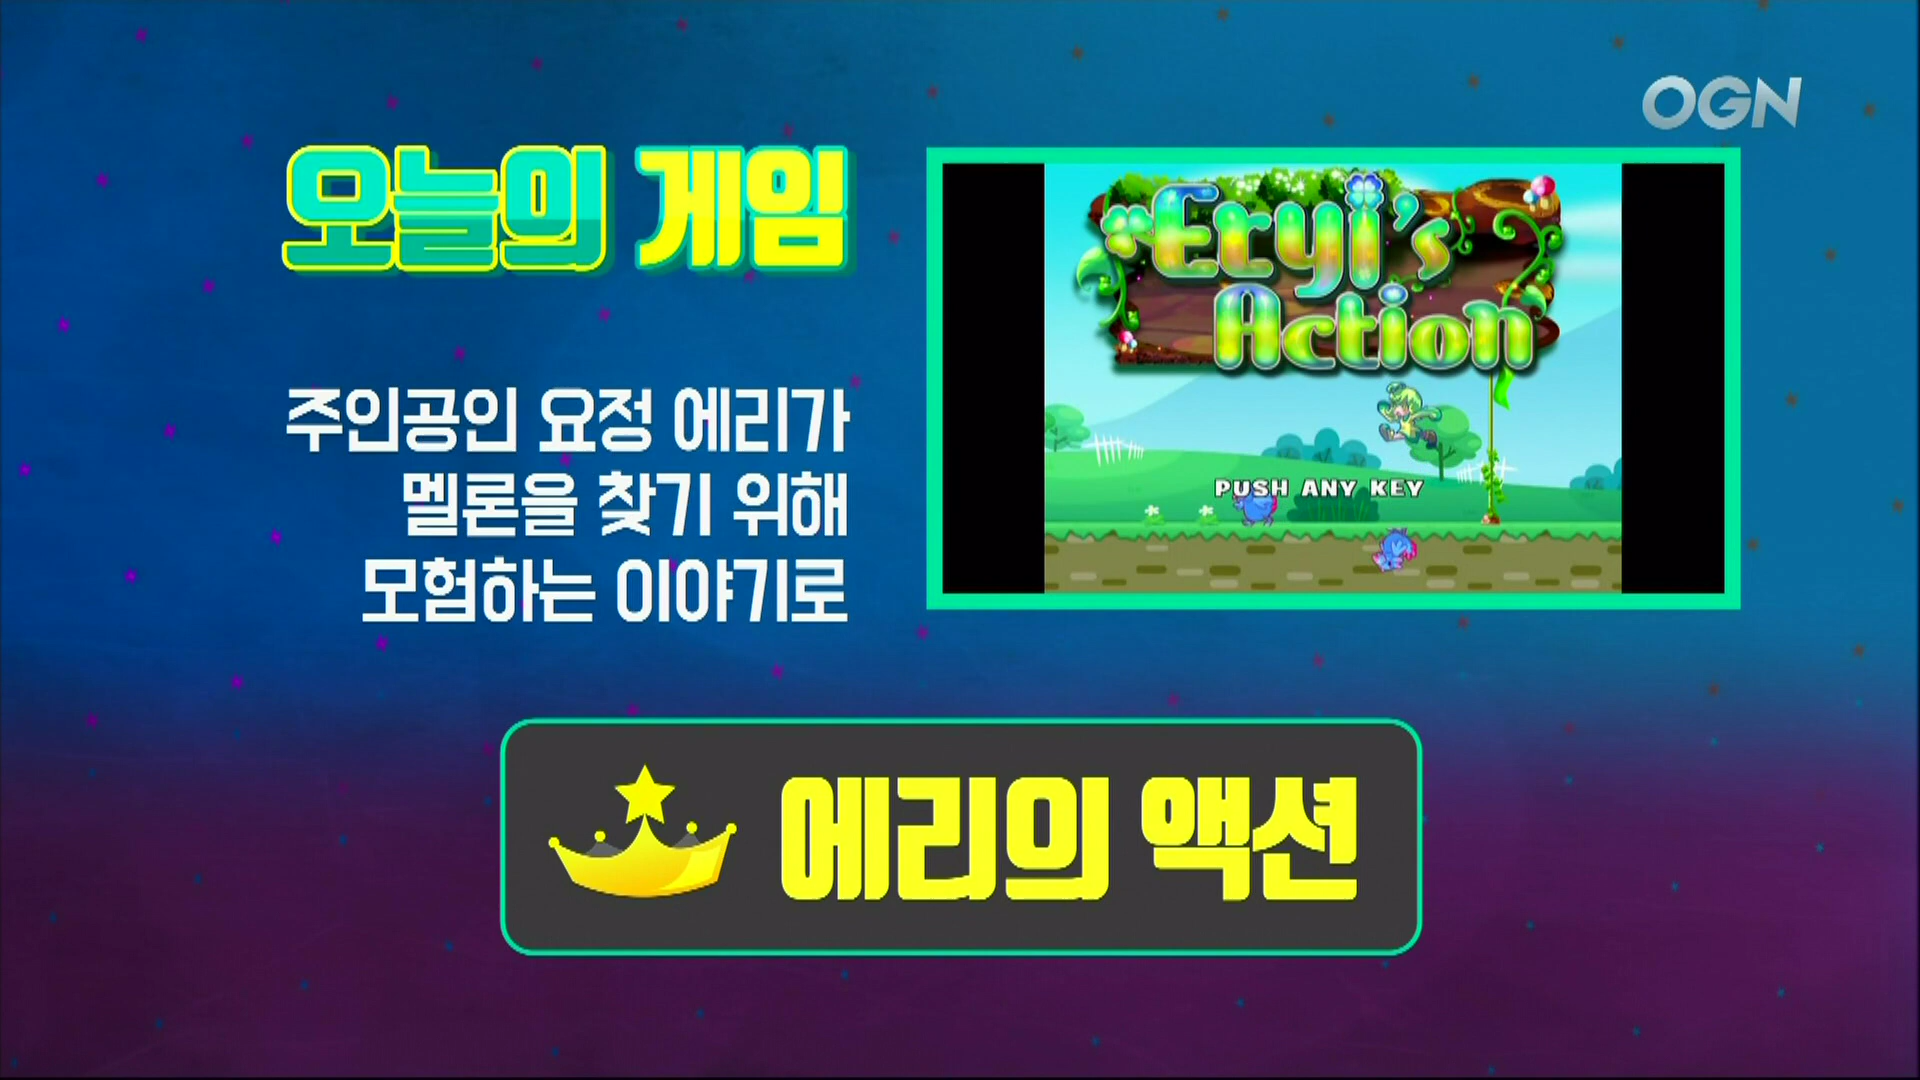 OGN
오늘의 게임
Eryi's
Action
PUSH ANY KEY
주인공인 요정 에리가
멜론을 찾기 위해
모험하는 이야기로
에리의 액션